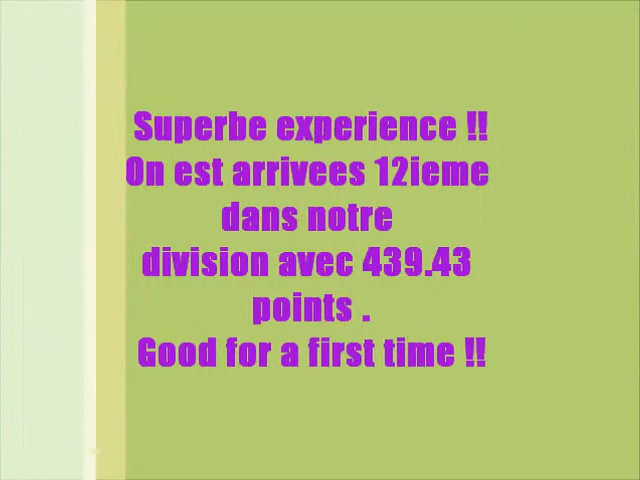 Superbe experience !!
On est arrivees 12ieme
dans notre
division avec 439.43
points .
Good for a first time !!